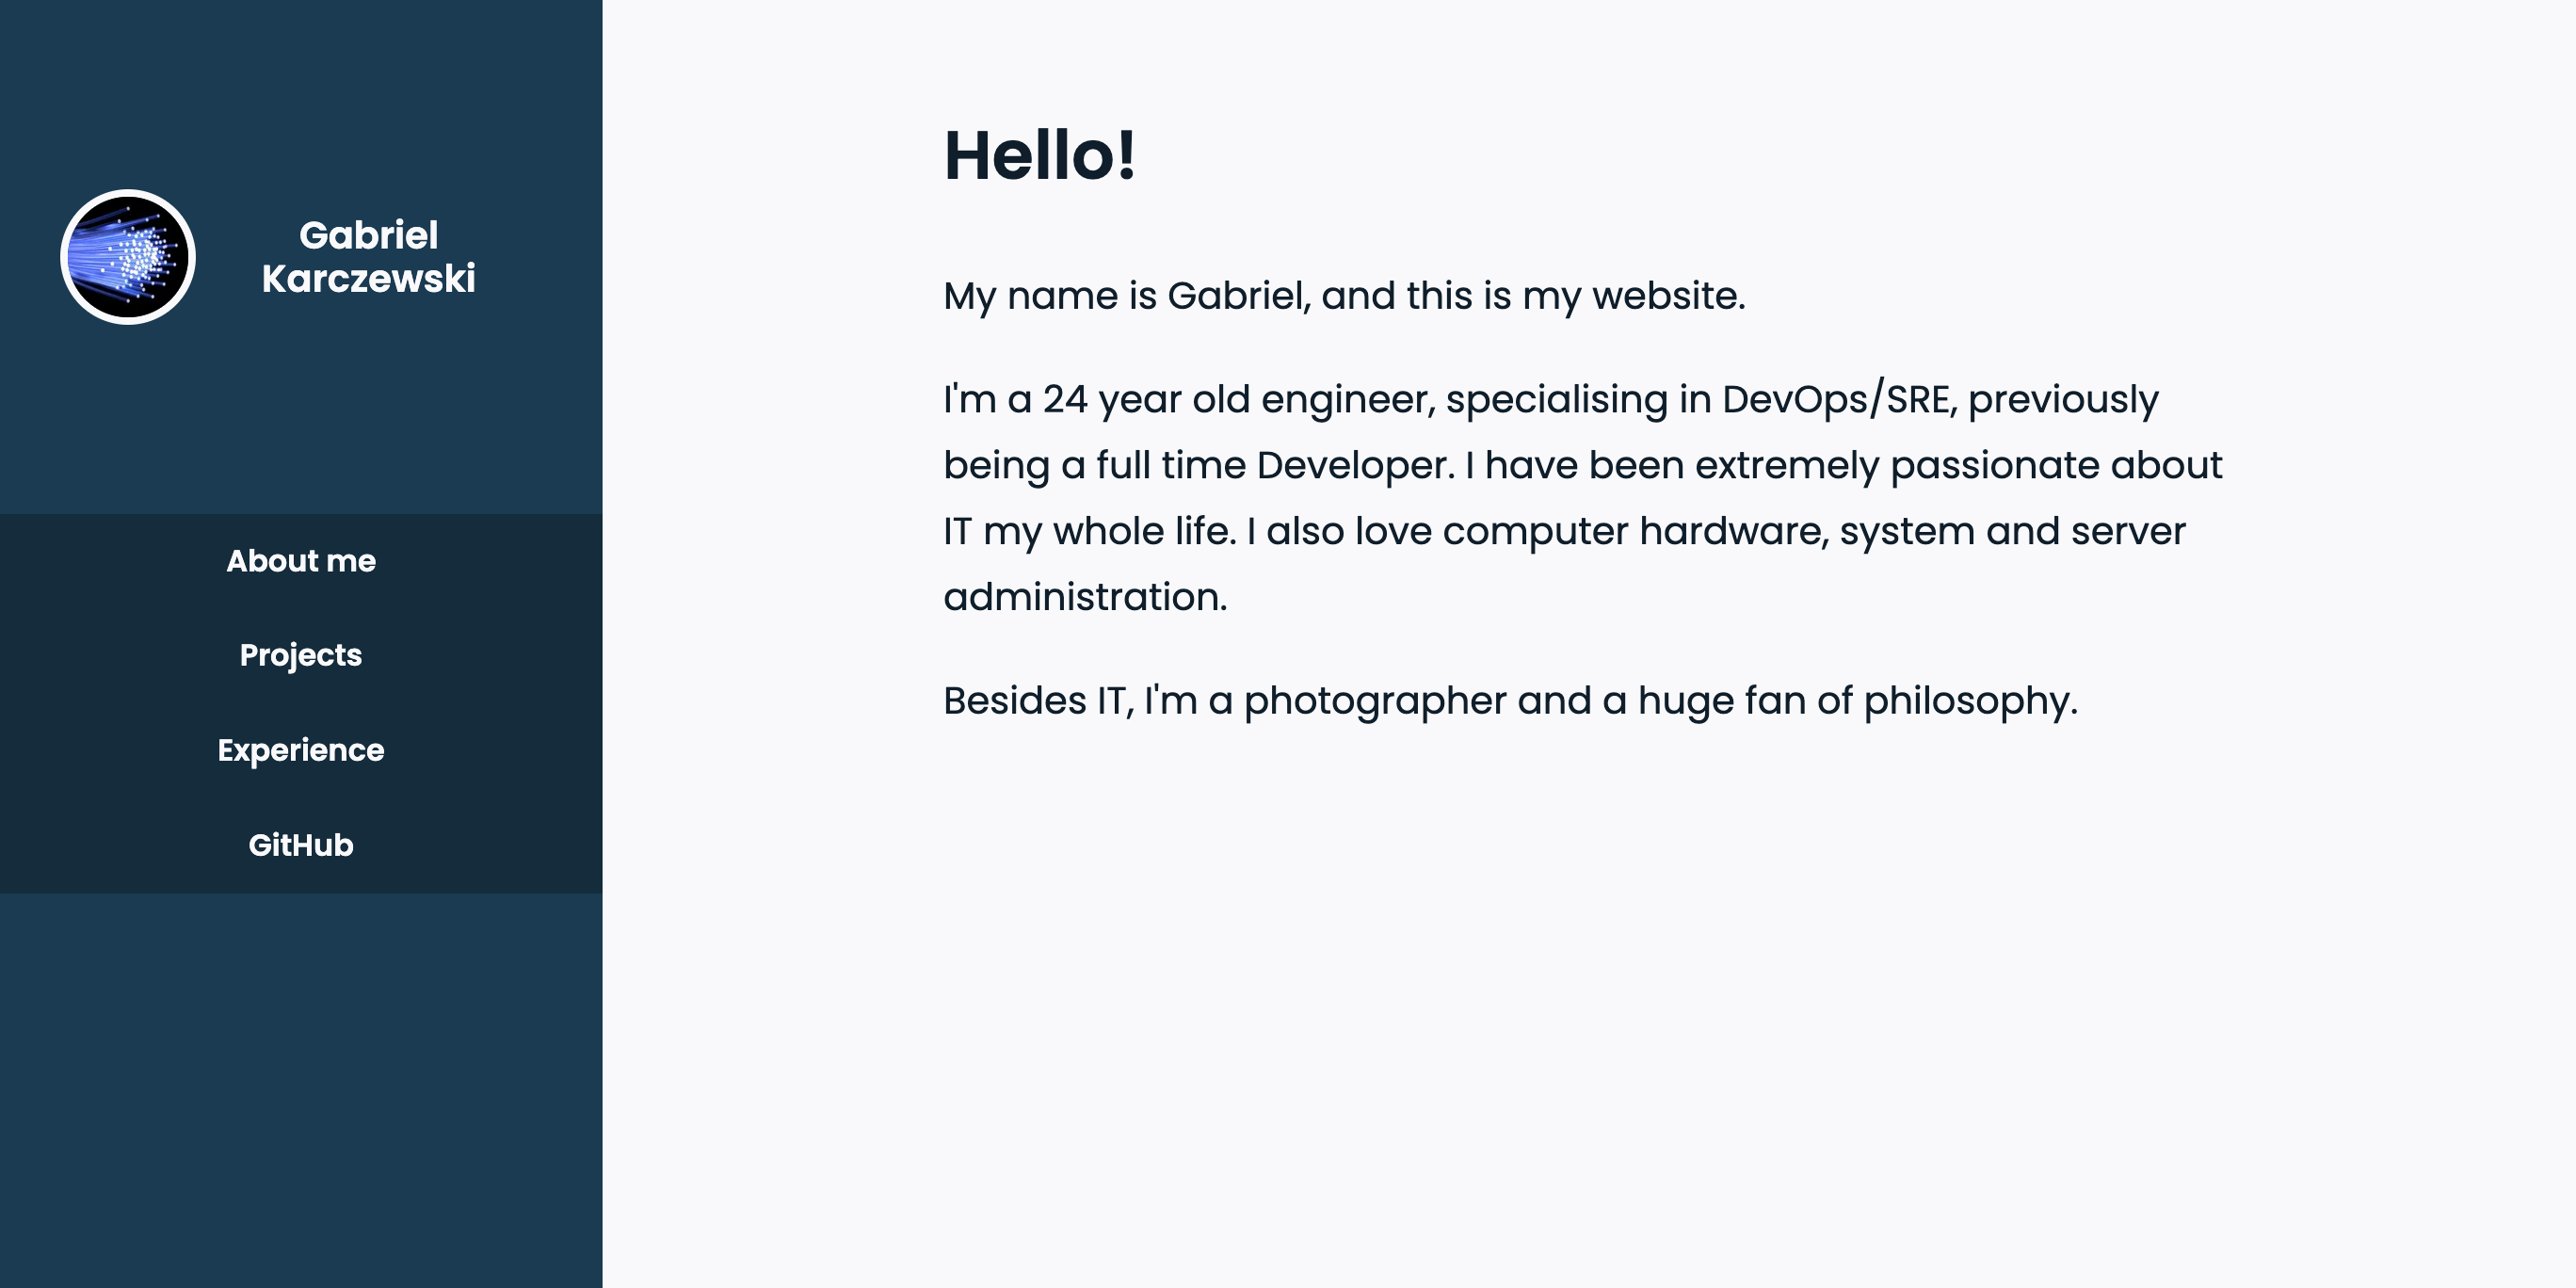 Gabriel
Karczewski
About me
Projects
Experience
GitHub
Hello!
My name is Gabriel, and this is my website.
I'm a 24 year old engineer, specialising in DevOps/SRE, previously
being a full time Developer. I have been extremely passionate about
IT my whole life. I also love computer hardware, system and server
administration.
Besides IT, I'm a photographer and a huge fan of philosophy.